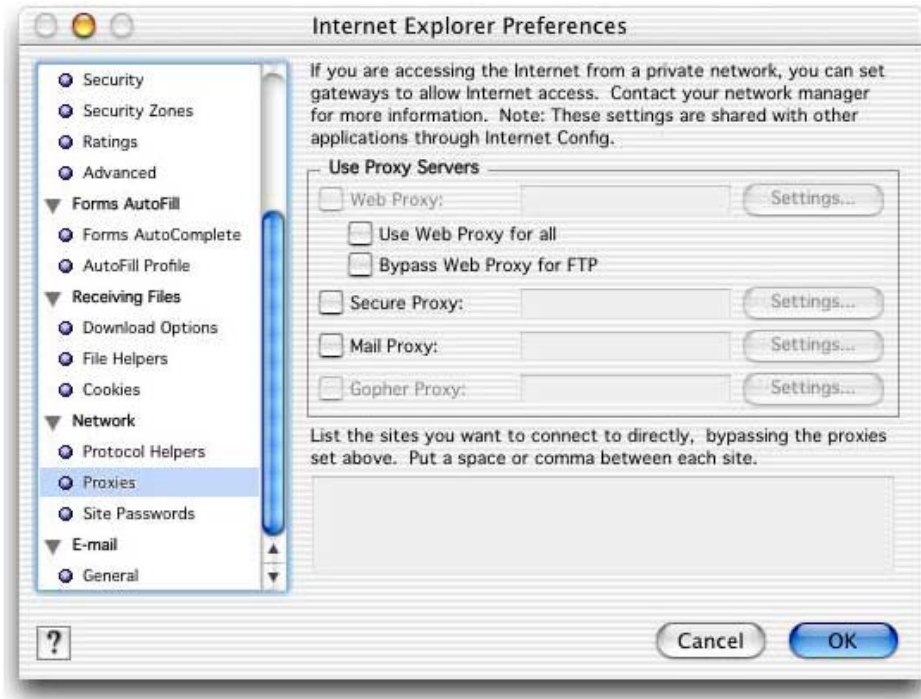 Internet Explorer Preferences
Security
Security Zones
Ratings
Advanced
Forms AutoFill
Forms AutoComplete
AutoFill Profile
Receiving Files
Download Options
File Helpers
Cookies
Network
Protocol Helpers
Proxies
Site Passwords
E-mail
General
If you are accessing the Internet from a private network, you can set
gateways to allow Internet access. Contact your network manager
for more information. Note: These settings are shared with other
applications through Internet Config.
Use Proxy Servers
Web Proxy: Settings...
Use Web Proxy for all
Bypass Web Proxy for FTP
Secure Proxy: Settings...
Mail Proxy: Settings...
Gopher Proxy: Settings...
List the sites you want to connect to directly, bypassing the proxies
set above. Put a space or comma between each site.
? Cancel OK